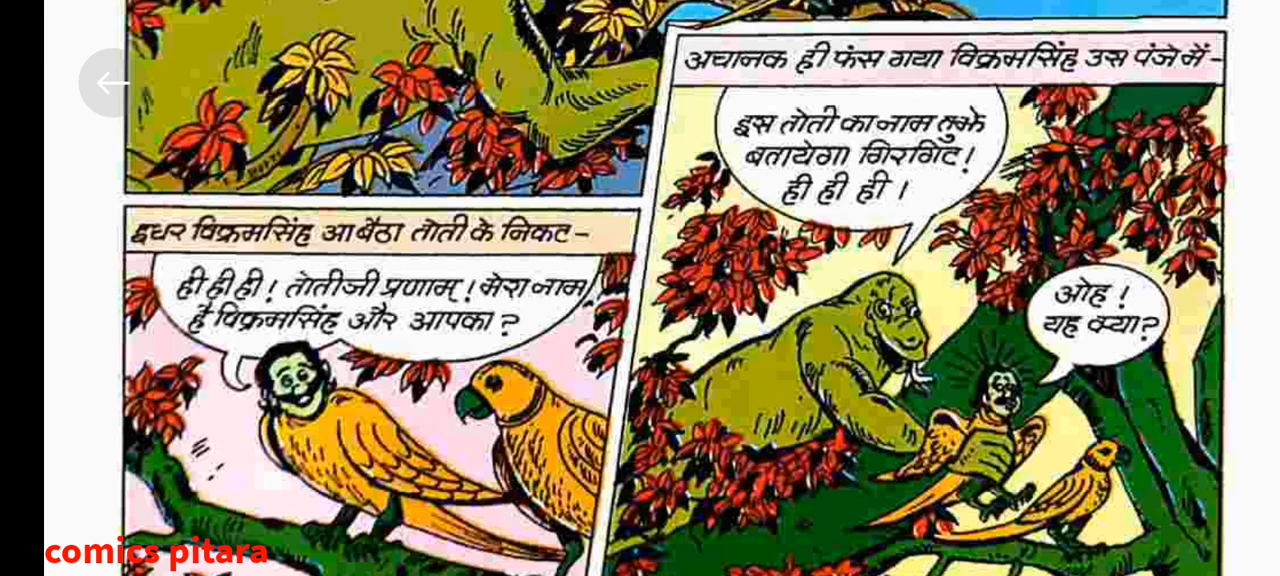 इधर विक्रमसिंह आ बैठा तोती के निकट-
ही ही ही! तोतीजी प्रणाम्! मेरा नाम
है विक्रमसिंह और आपका?
अचानक ही फंस गया विक्रमसिंह उस पंजे में-
इस तोती का नाम तुझे
बतायेगा गिरगिट!
ही ही ही।
ओह!
यह क्या?
comics pitara